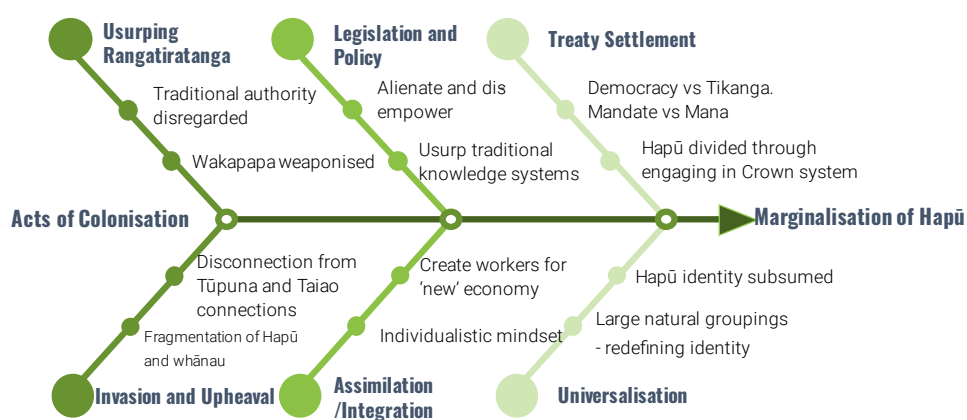 Usurping
Rangatiratanga
Legislation and
Policy
Treaty Settlement
Traditional authority
disregarded
Wakapapa weaponised
Alienate and dis
empower
Usurp traditional
knowledge systems
Democracy vs Tikanga.
Mandate vs Mana
Hapū divided through
engaging in Crown system
Acts of Colonisation
Marginalisation of Hapū
Disconnection from
Tūpuna and Taiao
connections
Fragmentation of Hapū
and whānau
Create workers for
'new' economy
Individualistic mindset
Hapū identity subsumed
Large natural groupings
- redefining identity
Invasion and Upheaval
Assimilation
/Integration
Universalisation